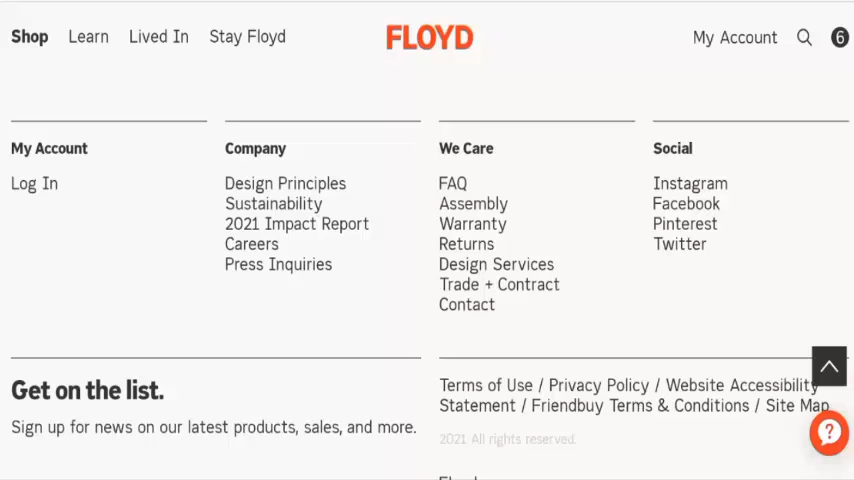 Shop Learn Lived In Stay Floyd FLOYD My Account 6
My Account
Log In
Company
Design Principles
Sustainability
2021 Impact Report
Careers
Press Inquiries
We Care
FAQ
Assembly
Warranty
Returns
Design Services
Trade + Contract
Contact
Social
Instagram
Facebook
Pinterest
Twitter
Get on the list.
Sign up for news on our latest products, sales, and more.
Terms of Use / Privacy Policy / Website Accessibility
Statement / Friendbuy Terms & Conditions / Site Map
2021 All rights reserved.
?